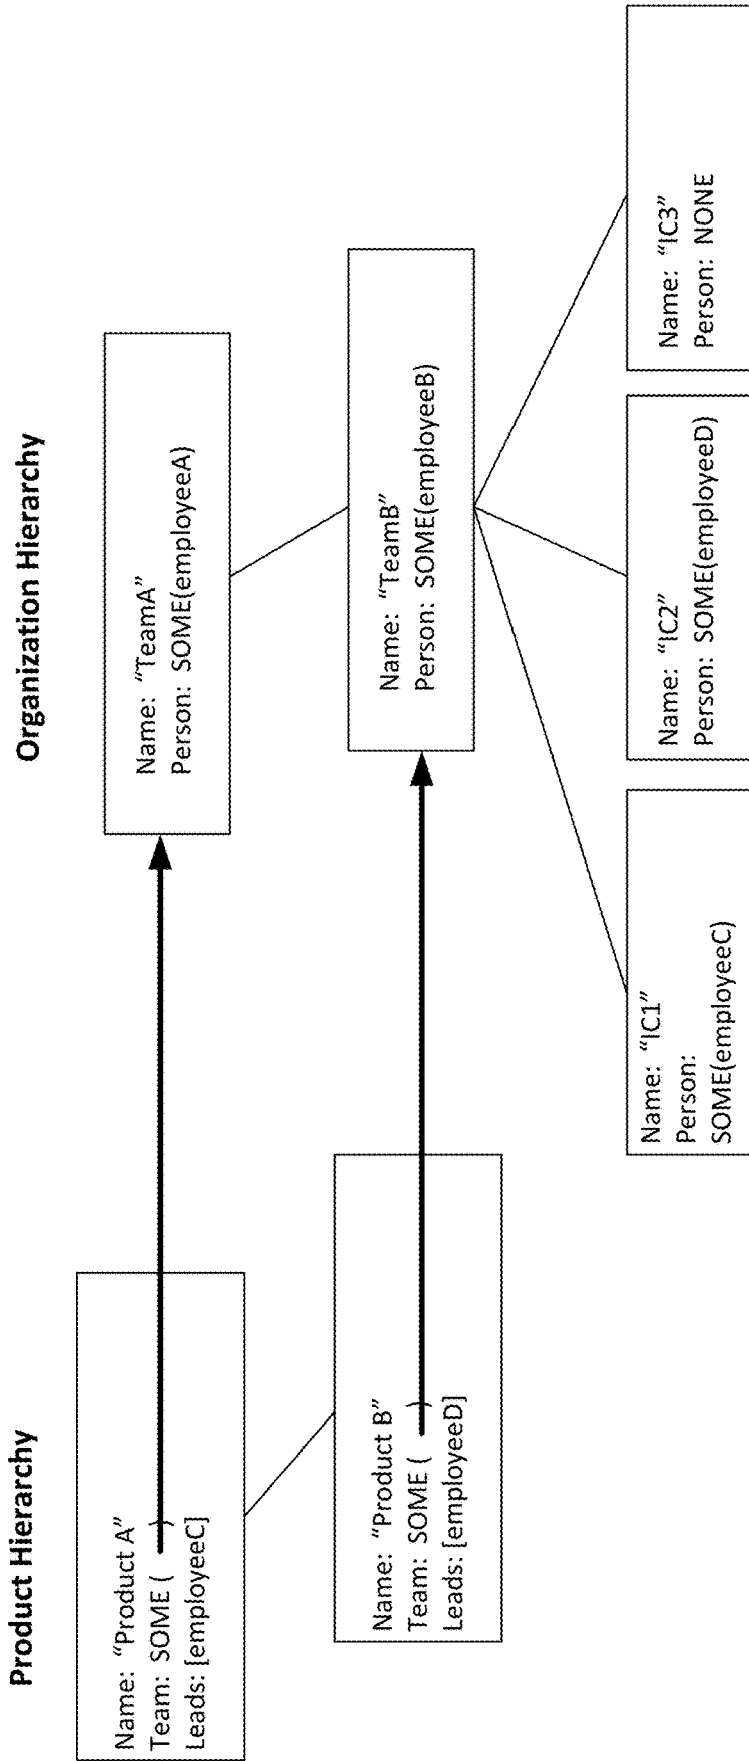 Product Hierarchy
Organization Hierarchy
Name: “Product A”
Team: SOME ( )
Leads: [employeeC]
Name: “TeamA”
Person: SOME(employeeA)
Name: “Product B”
Team: SOME ( )
Leads: [employeeD]
Name: “TeamB”
Person: SOME(employeeB)
Name: “IC1”
Person:
SOME(employeeC)
Name: “IC2”
Person: SOME(employeeD)
Name: “IC3”
Person: NONE